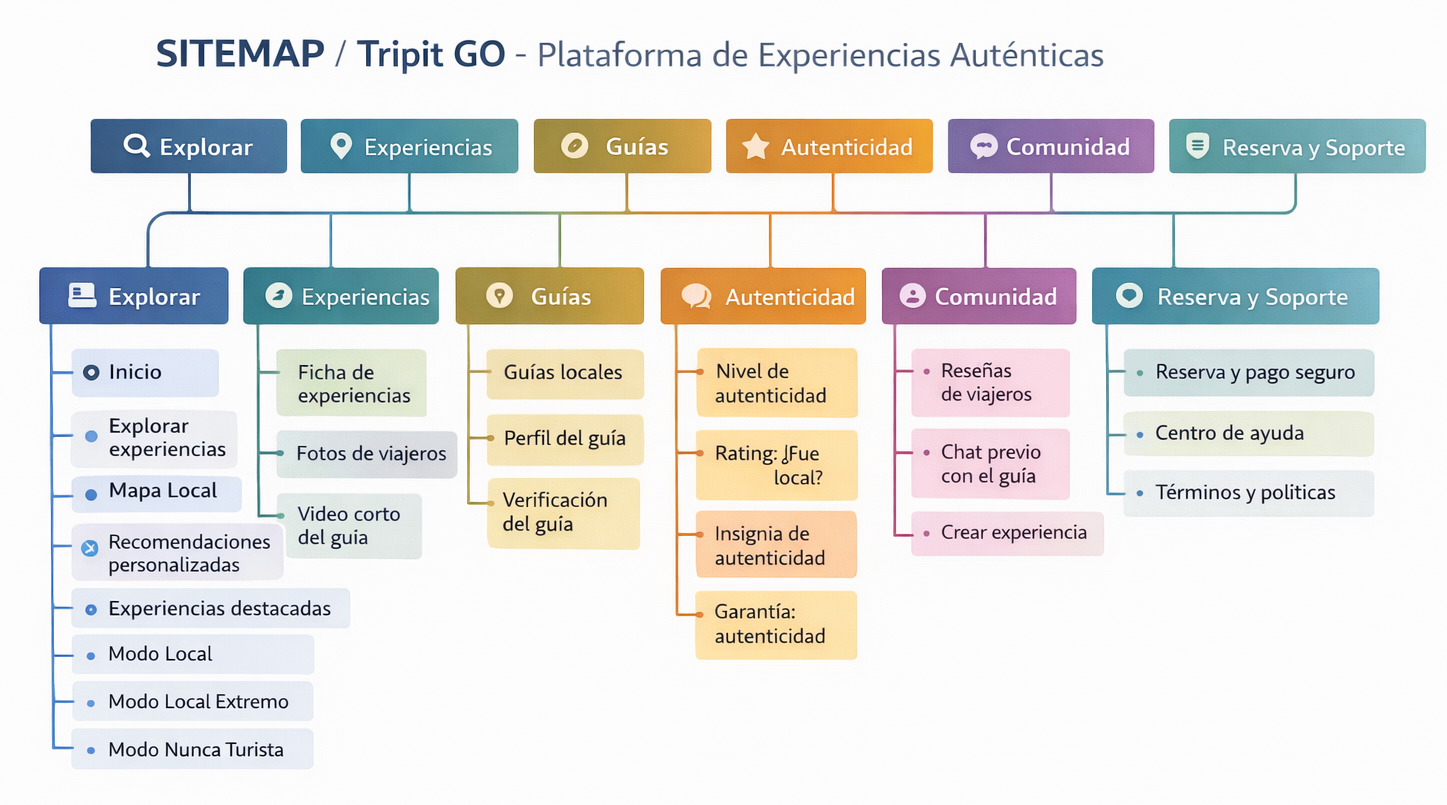 SITEMAP / Tripit GO - Plataforma de Experiencias Auténticas
Explorar
Experiencias
Guías
Autenticidad
Comunidad
Reserva y Soporte
Explorar
Experiencias
Guías
Autenticidad
Comunidad
Reserva y Soporte
Inicio
Explorar
experiencias
Mapa Local
Recomendaciones
personalizadas
Experiencias destacadas
Modo Local
Modo Local Extremo
Modo Nunca Turista
Ficha de
experiencias
Fotos de viajeros
Video corto
del guia
Guías locales
Perfil del guía
Verificación
del guía
Nivel de
autenticidad
Rating: ¿Fue
local?
Insignia de
autenticidad
Garantía:
autenticidad
Reseñas
de viajeros
Chat previo
con el guía
Crear experiencia
Reserva y pago seguro
Centro de ayuda
Términos y politicas